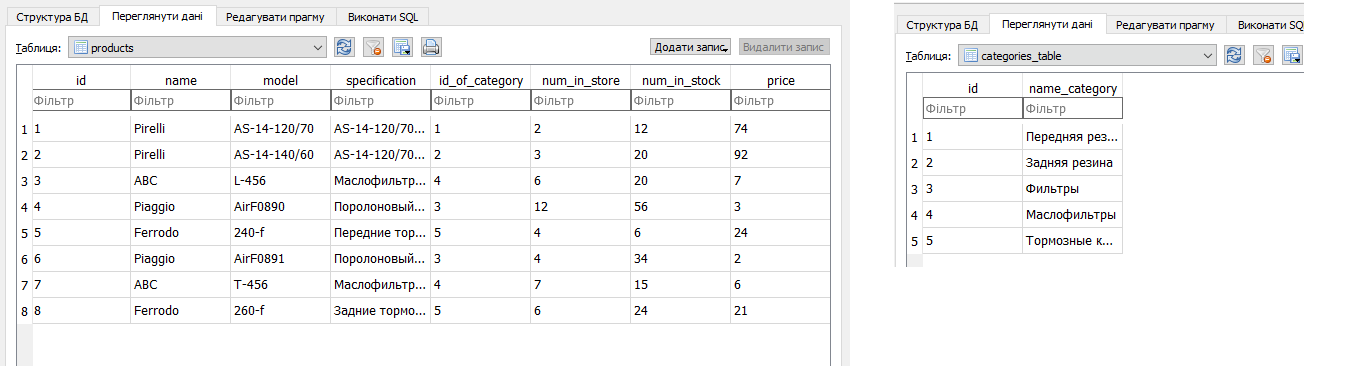 Структура БД Переглянути дані Редагувати прагму Виконати SQL
Таблиця: products Додати запис Видалити запис
id name model specification id_of_category num_in_store num_in_stock price
Фільтр Фільтр Фільтр Фільтр Фільтр Фільтр Фільтр Фільтр
1 1 Pirelli AS-14-120/70 AS-14-120/70... 1 2 12 74
2 2 Pirelli AS-14-140/60 AS-14-120/70... 2 3 20 92
3 3 ABC L-456 Маслофильтр... 4 6 20 7
4 4 Piaggio AirF0890 Поролоновый... 3 12 56 3
5 5 Ferrodo 240-f Передние тор... 5 4 6 24
6 6 Piaggio AirF0891 Поролоновый... 3 4 34 2
7 7 ABC T-456 Маслофильтр... 4 7 15 6
8 8 Ferrodo 260-f Задние тормо... 5 6 24 21
Структура БД Переглянути дані Редагувати прагму Виконати SQ
Таблиця: categories_table
id name_category
Фільтр Фільтр
1 1 Передняя рез...
2 2 Задняя резина
3 3 Фильтры
4 4 Маслофильтры
5 5 Тормозные к...